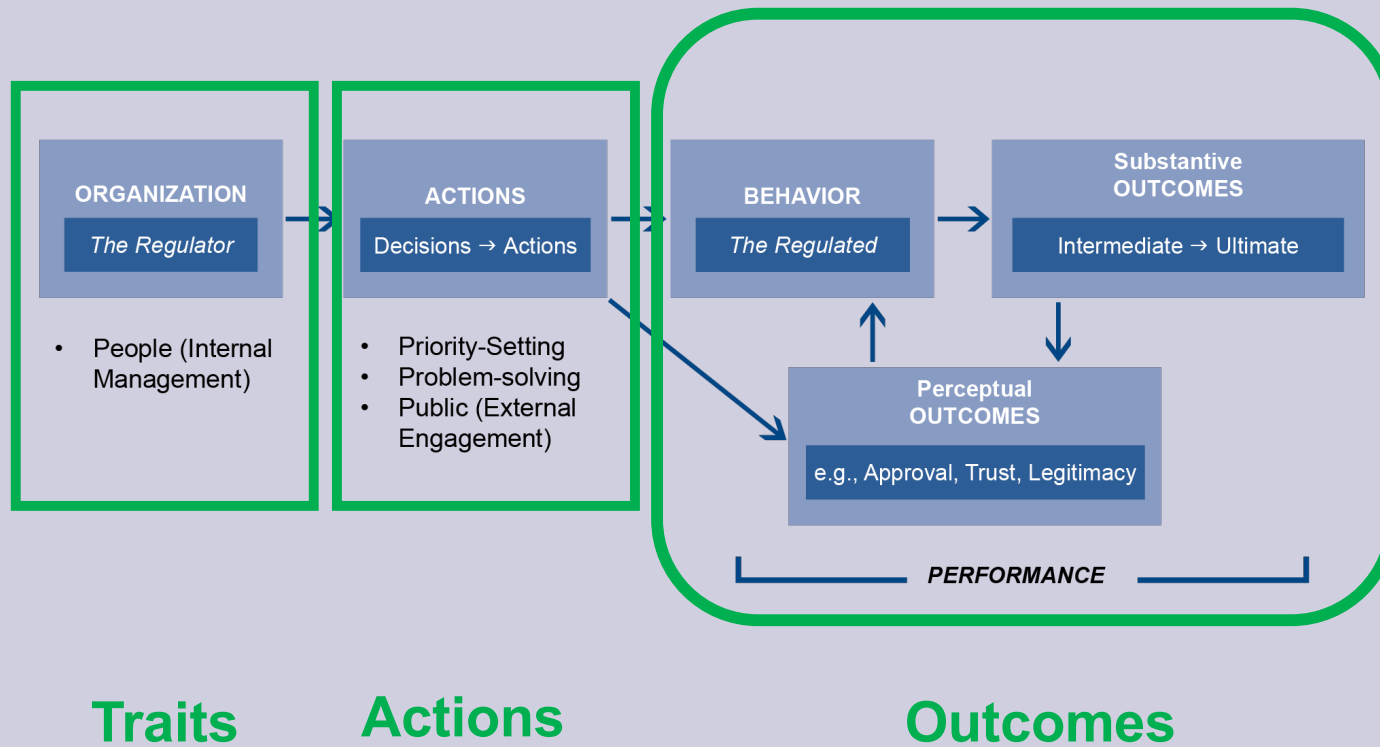 ORGANIZATION
The Regulator
• People (Internal
Management)
ACTIONS
Decisions → Actions
• Priority-Setting
• Problem-solving
• Public (External
Engagement)
BEHAVIOR
The Regulated
Substantive
OUTCOMES
Intermediate → Ultimate
Perceptual
OUTCOMES
e.g., Approval, Trust, Legitimacy
PERFORMANCE
Traits
Actions
Outcomes